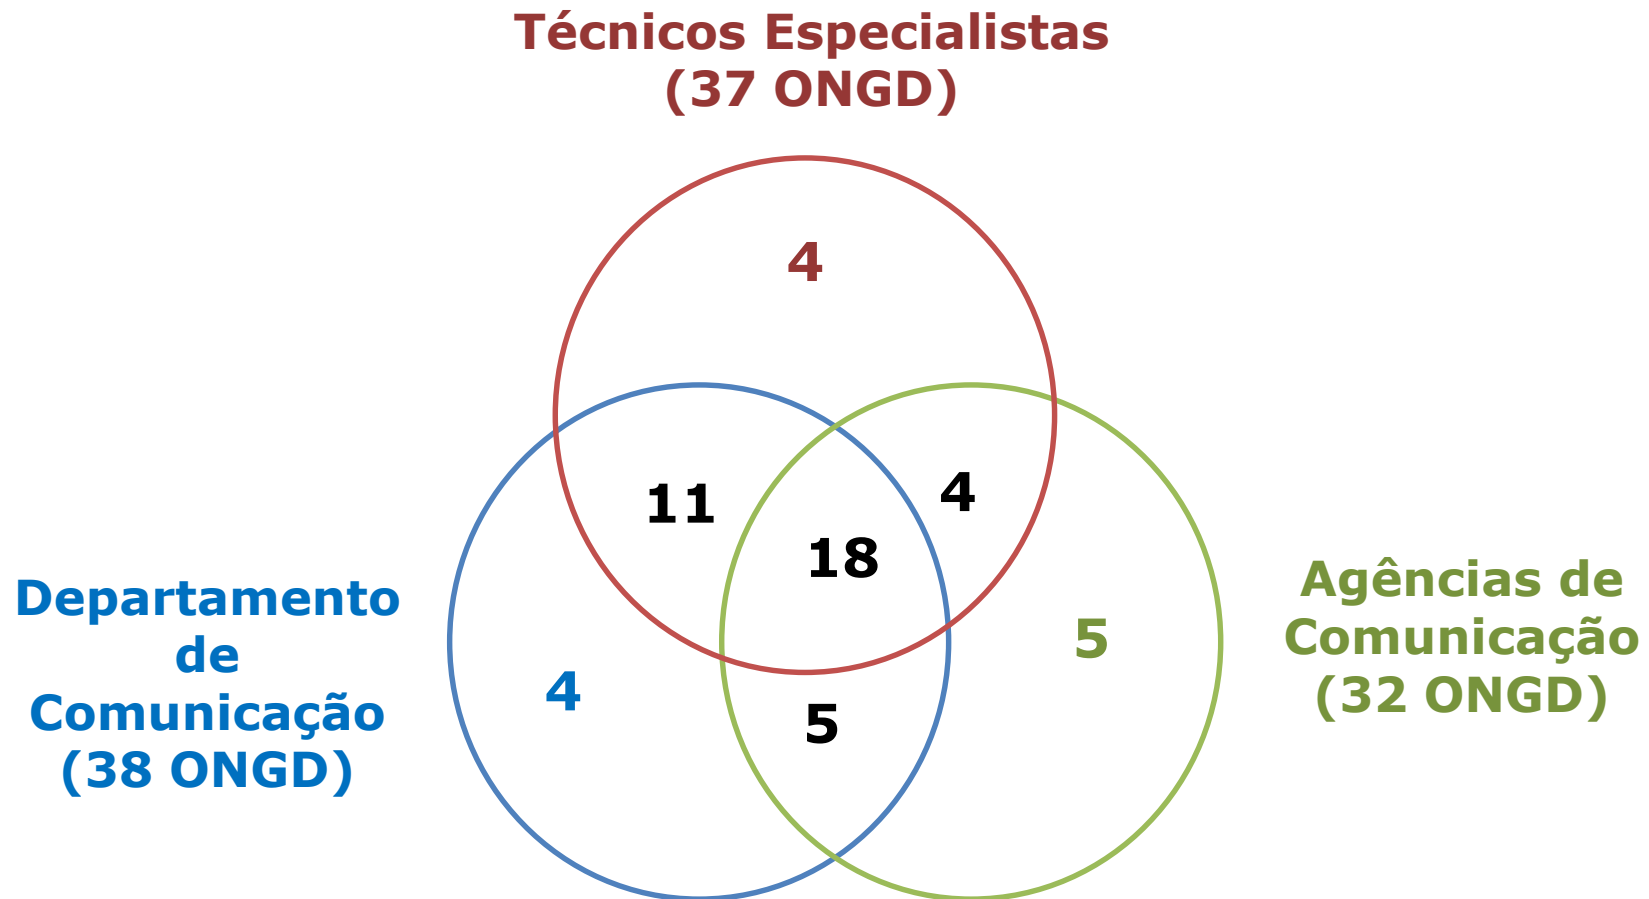 Técnicos Especialistas
(37 ONGD)
4
11
4
18
Departamento
de
Comunicação
(38 ONGD)
4
5
5
Agências de
Comunicação
(32 ONGD)